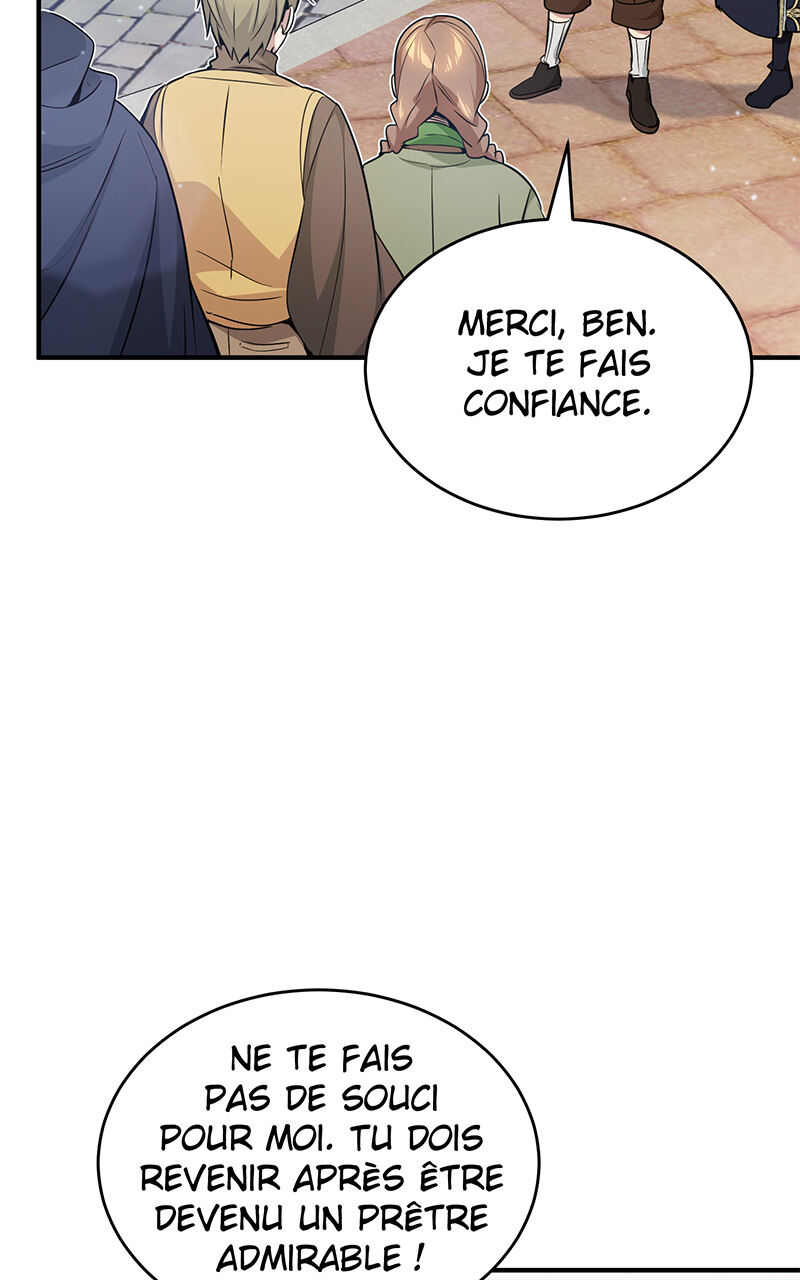 MERCI, BEN.
JE TE FAIS
CONFIANCE.
NE TE FAIS
PAS DE SOUCI
POUR MOI. TU DOIS
REVENIR APRÈS ÊTRE
DEVENU UN PRÊTRE
ADMIRABLE !